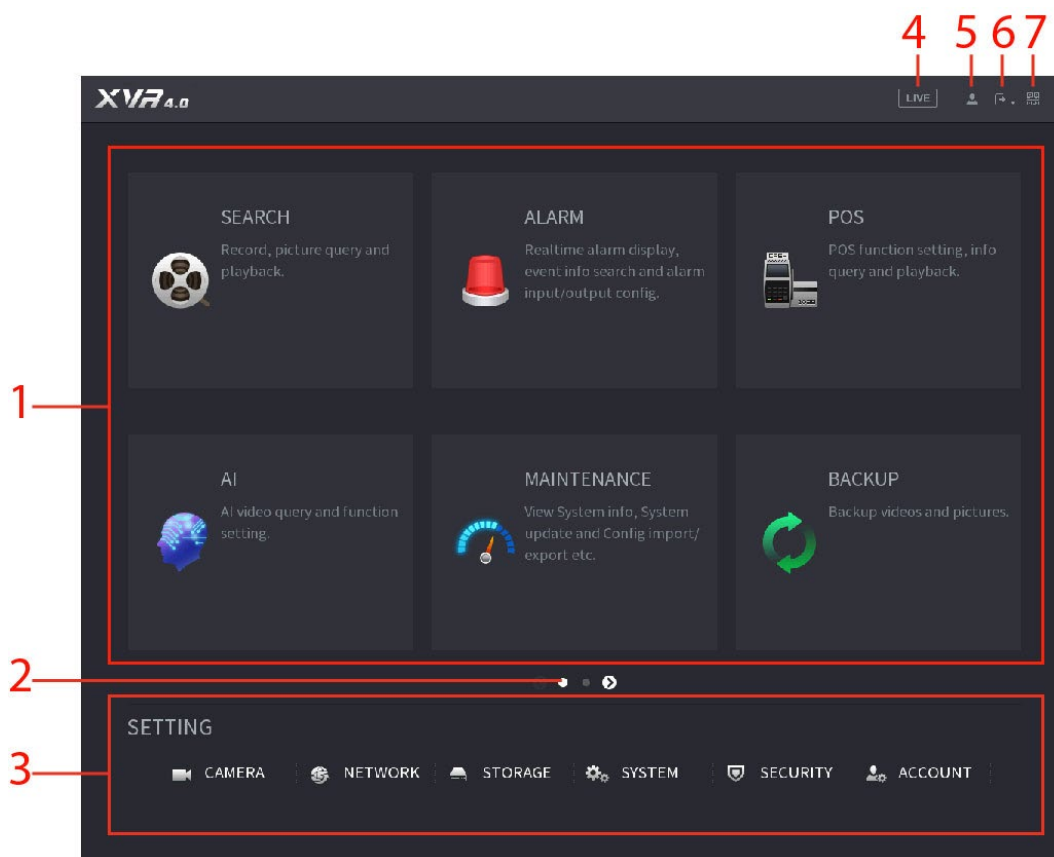 4 5 6 7
XVR 4.0
LIVE
SEARCH
Record, picture query and
playback.
ALARM
Realtime alarm display,
event info search and alarm
input/output config.
POS
POS function setting, info
query and playback.
1
AI
AI video query and function
setting.
MAINTENANCE
View System info, System
update and Config import/
export etc.
BACKUP
Backup videos and pictures.
2
SETTING
3
CAMERA NETWORK STORAGE SYSTEM SECURITY ACCOUNT